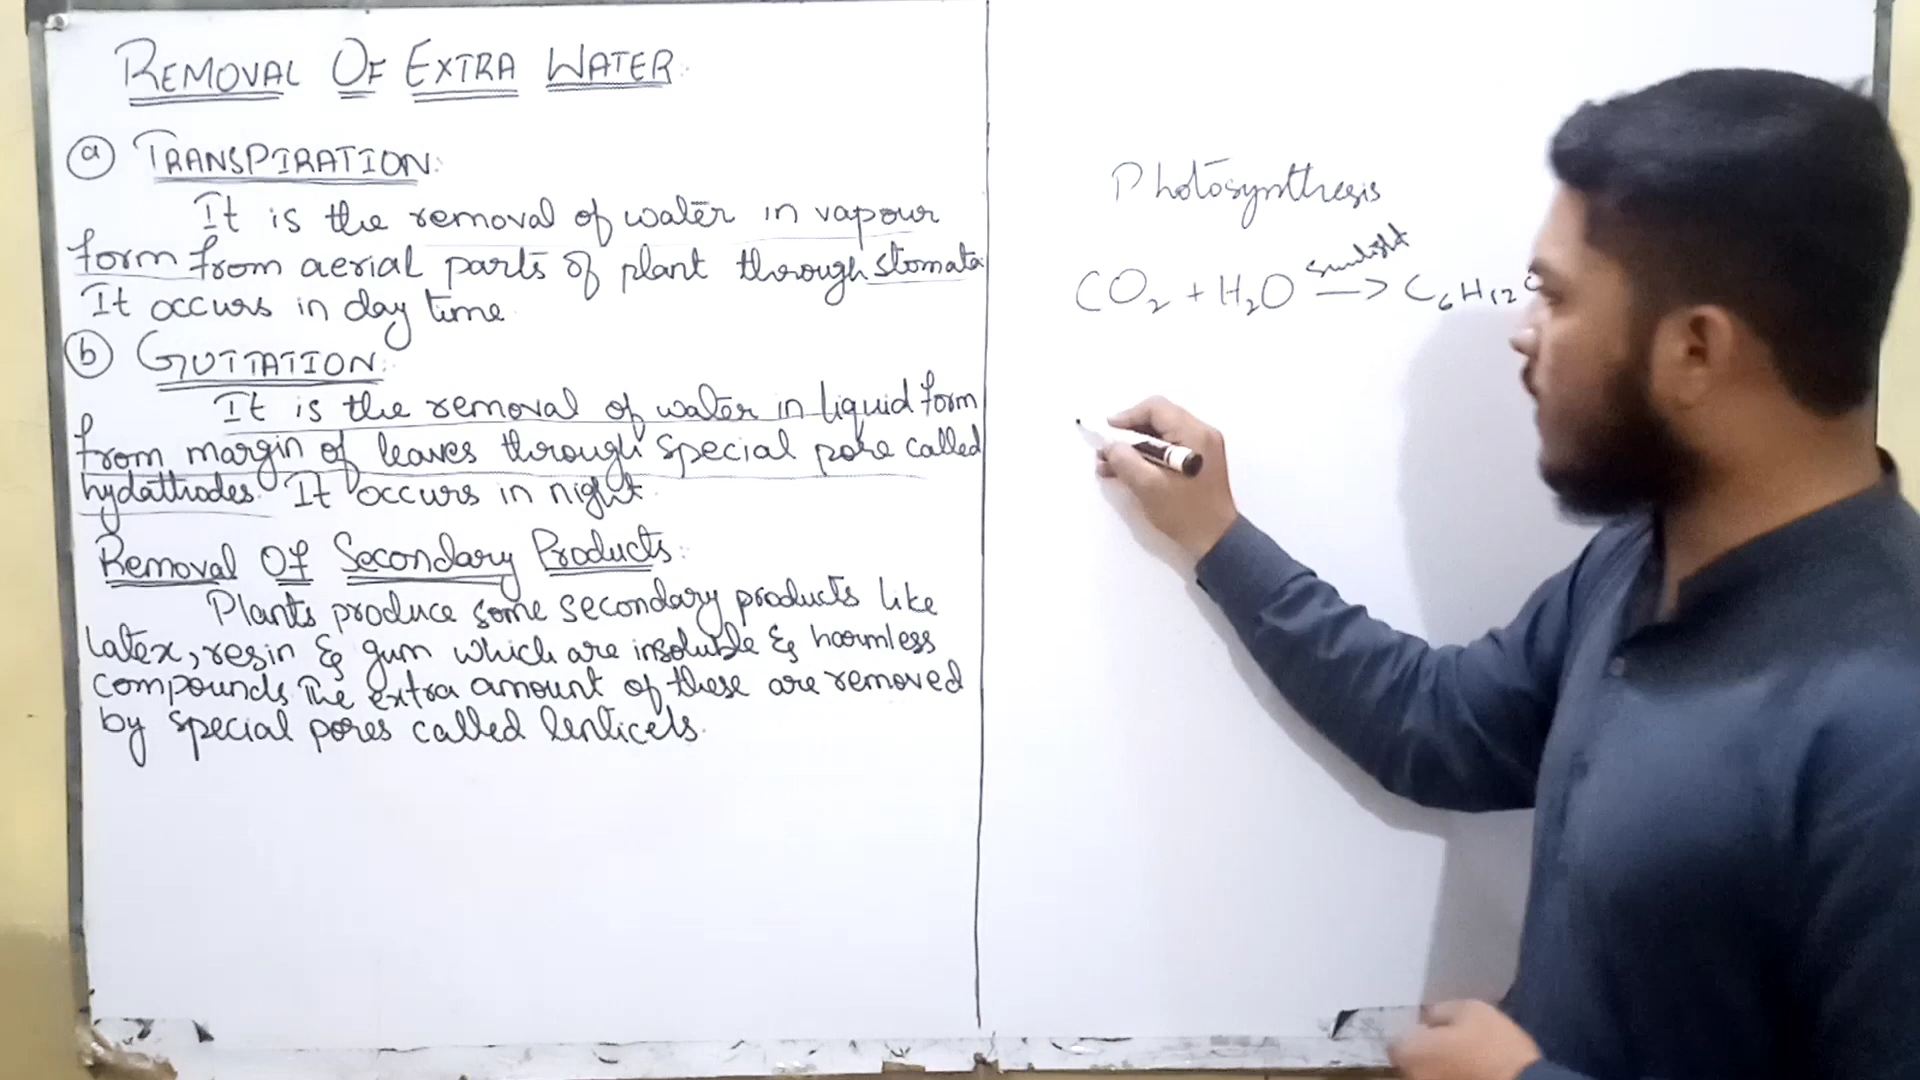 REMOVAL OF EXTRA WATER
a TRANSPIRATION:
It is the removal of water in vapour
form from aerial parts of plant through stomata
It occurs in day time
b GUTTATION
It is the removal of water in liquid form
from margin of leaves through special pore called
hydathodes. It occurs in night
Removal Of Secondary Products:
Plants produce some secondary products like
latex, resin & gum which are insoluble & harmless
compounds. The extra amount of these are removed
by special pores called lenticels.
Photosynthesis
sunlight
CO₂ + H₂O → C₆H₁₂O